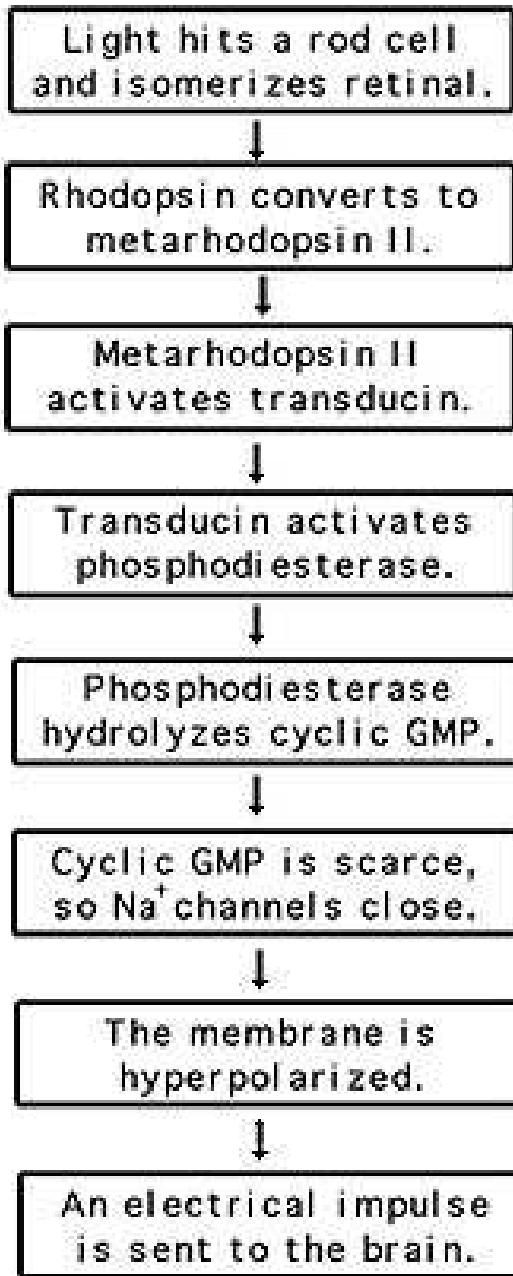 Light hits a rod cell
and isomerizes retinal.
Rhodopsin converts to
metarhodopsin II.
Metarhodopsin II
activates transducin.
Transducin activates
phosphodiesterase.
Phosphodiesterase
hydrolyzes cyclic GMP.
Cyclic GMP is scarce,
so Na⁺ channels close.
The membrane is
hyperpolarized.
An electrical impulse
is sent to the brain.